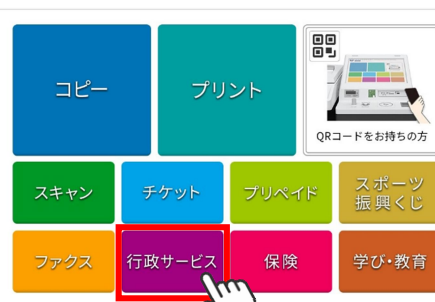 コピー
プリント
QRコードをお持ちの方
スキャン
チケット
プリペイド
スポーツ
振興くじ
ファクス
行政サービス
保険
学び・教育